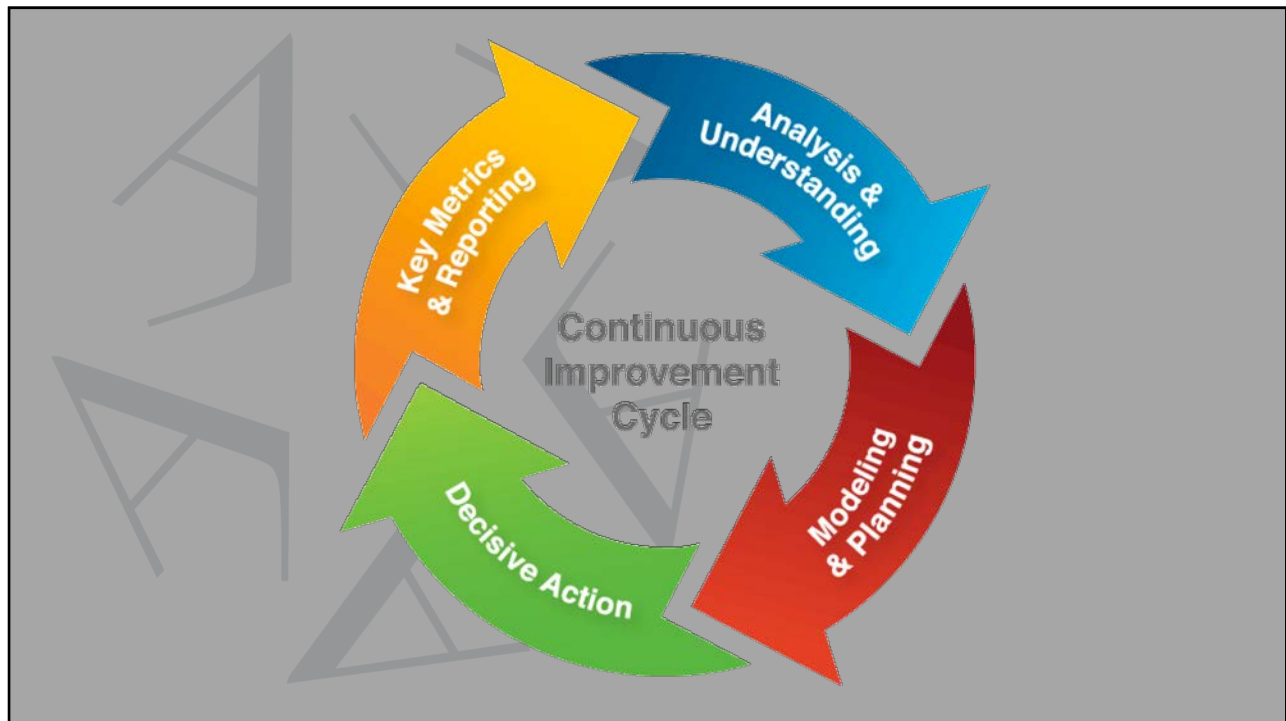 Continuous
Improvement
Cycle
Key Metrics
& Reporting
Analysis &
Understanding
Modeling
& Planning
Decisive Action